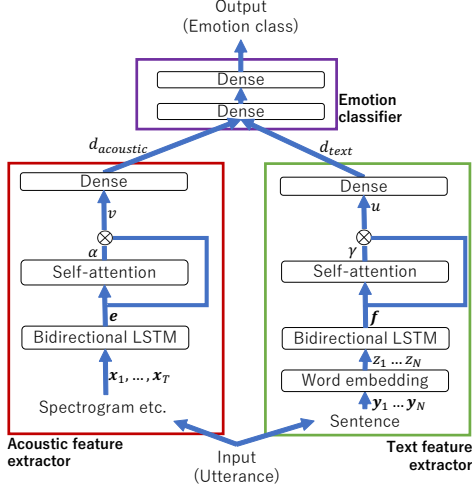 Output
(Emotion class)
Dense
Dense
Emotion
classifier
d_acoustic
d_text
Dense
v
⊗
α
Self-attention
e
Bidirectional LSTM
x_1, ..., x_T
Spectrogram etc.
Acoustic feature
extractor
Dense
u
⊗
γ
Self-attention
f
Bidirectional LSTM
z_1 ... z_N
Word embedding
y_1 ... y_N
Sentence
Text feature
extractor
Input
(Utterance)